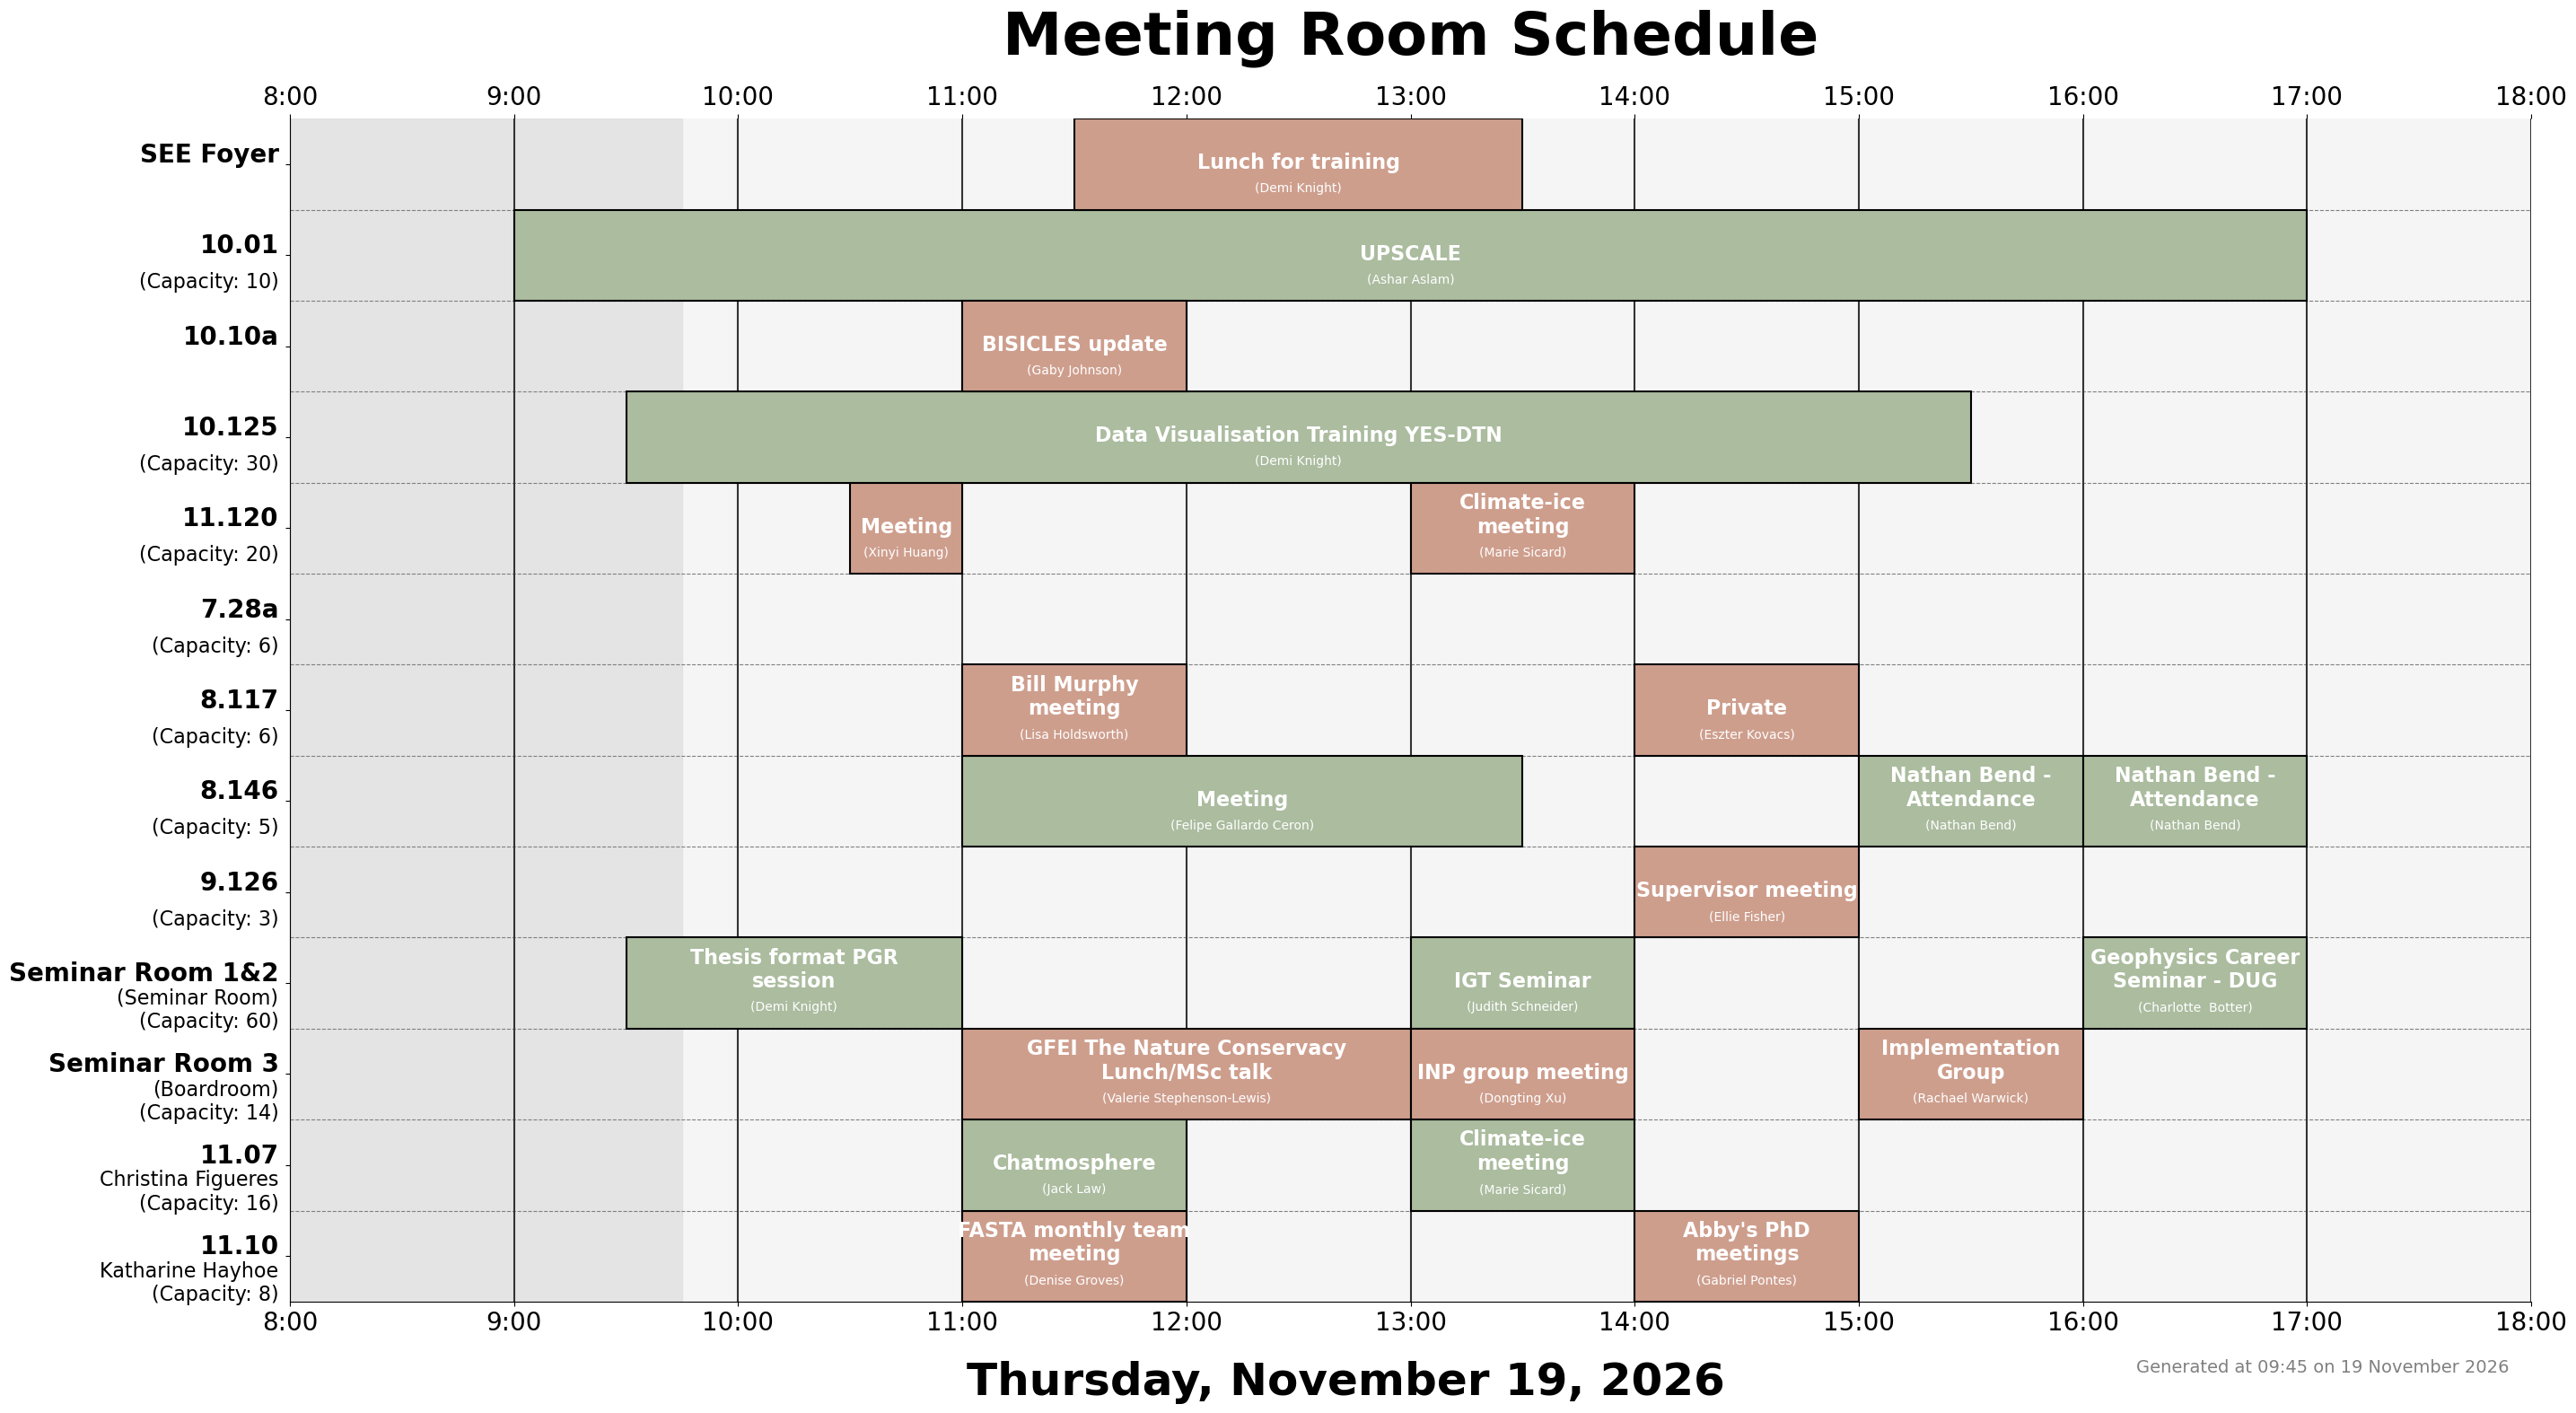 Meeting Room Schedule
8:00 9:00 10:00 11:00 12:00 13:00 14:00 15:00 16:00 17:00 18:00
SEE Foyer
Lunch for training
(Demi Knight)
10.01
(Capacity: 10)
UPSCALE
(Ashar Aslam)
10.10a
BISICLES update
(Gaby Johnson)
10.125
(Capacity: 30)
Data Visualisation Training YES-DTN
(Demi Knight)
11.120
(Capacity: 20)
Meeting
(Xinyi Huang)
Climate-ice
meeting
(Marie Sicard)
7.28a
(Capacity: 6)
8.117
(Capacity: 6)
Bill Murphy
meeting
(Lisa Holdsworth)
Private
(Eszter Kovacs)
8.146
(Capacity: 5)
Meeting
(Felipe Gallardo Ceron)
Nathan Bend -
Attendance
(Nathan Bend)
Nathan Bend -
Attendance
(Nathan Bend)
9.126
(Capacity: 3)
Supervisor meeting
(Ellie Fisher)
Seminar Room 1&2
(Seminar Room)
(Capacity: 60)
Thesis format PGR
session
(Demi Knight)
IGT Seminar
(Judith Schneider)
Geophysics Career
Seminar - DUG
(Charlotte  Botter)
Seminar Room 3
(Boardroom)
(Capacity: 14)
GFEI The Nature Conservacy
Lunch/MSc talk
(Valerie Stephenson-Lewis)
INP group meeting
(Dongting Xu)
Implementation
Group
(Rachael Warwick)
11.07
Christina Figueres
(Capacity: 16)
Chatmosphere
(Jack Law)
Climate-ice
meeting
(Marie Sicard)
11.10
Katharine Hayhoe
(Capacity: 8)
FASTA monthly team
meeting
(Denise Groves)
Abby's PhD
meetings
(Gabriel Pontes)
8:00 9:00 10:00 11:00 12:00 13:00 14:00 15:00 16:00 17:00 18:00
Thursday, November 19, 2026
Generated at 09:45 on 19 November 2026